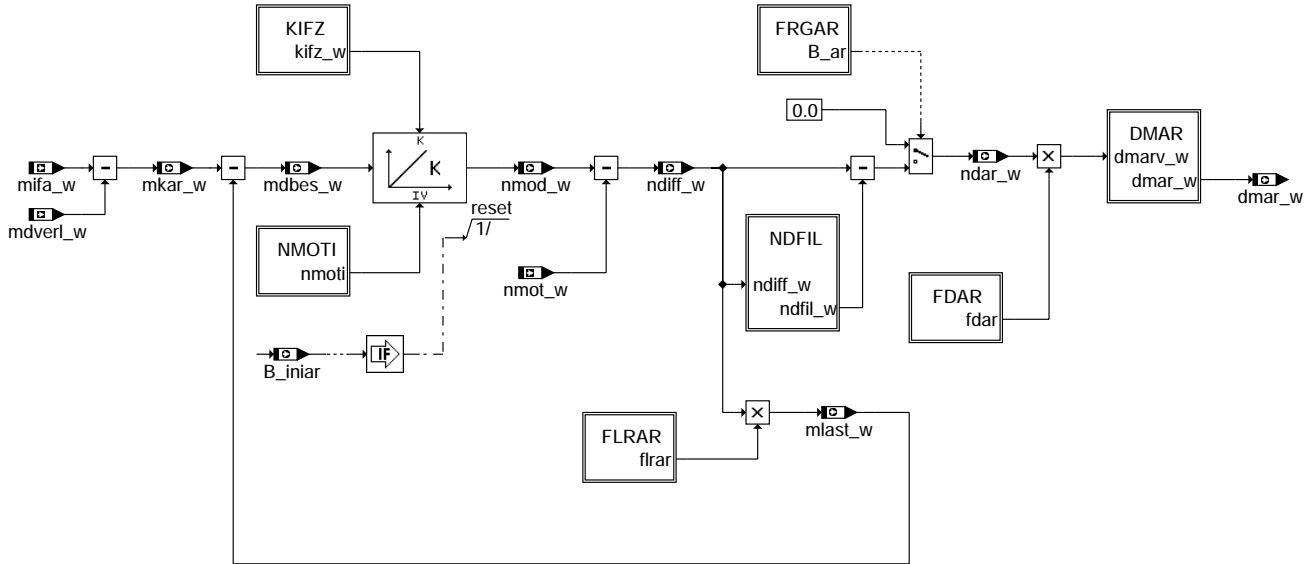 KIFZ
kifz_w
FRGAR
B_ar
0.0
DMAR
dmarv_w
dmar_w
K
K
IV
mifa_w
mkar_w
mdbes_w
nmod_w
ndiff_w
ndar_w
dmar_w
mdverl_w
reset
1/
NMOTI
nmoti
nmot_w
NDFIL
ndiff_w
ndfil_w
FDAR
fdar
B_iniar
IF
FLRAR
flrar
mlast_w